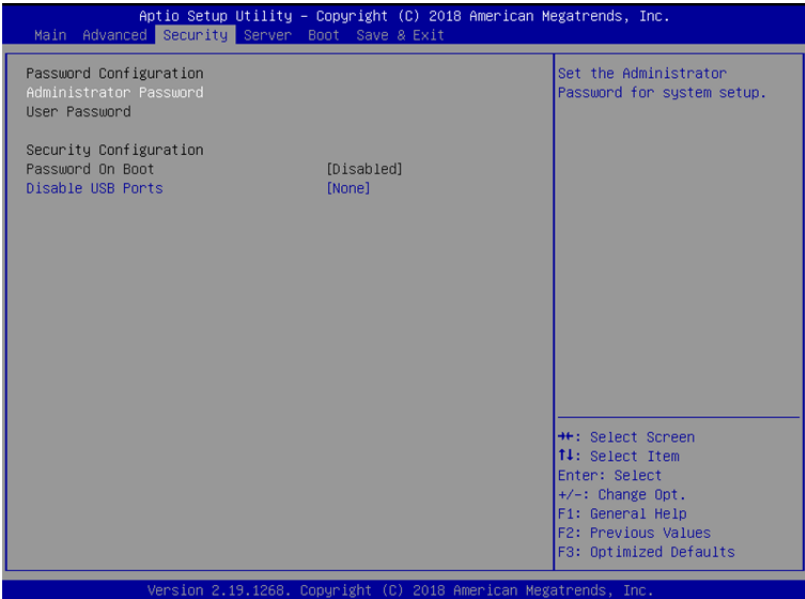 Aptio Setup Utility – Copyright (C) 2018 American Megatrends, Inc.
Main Advanced Security Server Boot Save & Exit
Password Configuration
Administrator Password
User Password
Security Configuration
Password On Boot [Disabled]
Disable USB Ports [None]
Set the Administrator
Password for system setup.
→←: Select Screen
↑↓: Select Item
Enter: Select
+/-: Change Opt.
F1: General Help
F2: Previous Values
F3: Optimized Defaults
Version 2.19.1268. Copyright (C) 2018 American Megatrends, Inc.